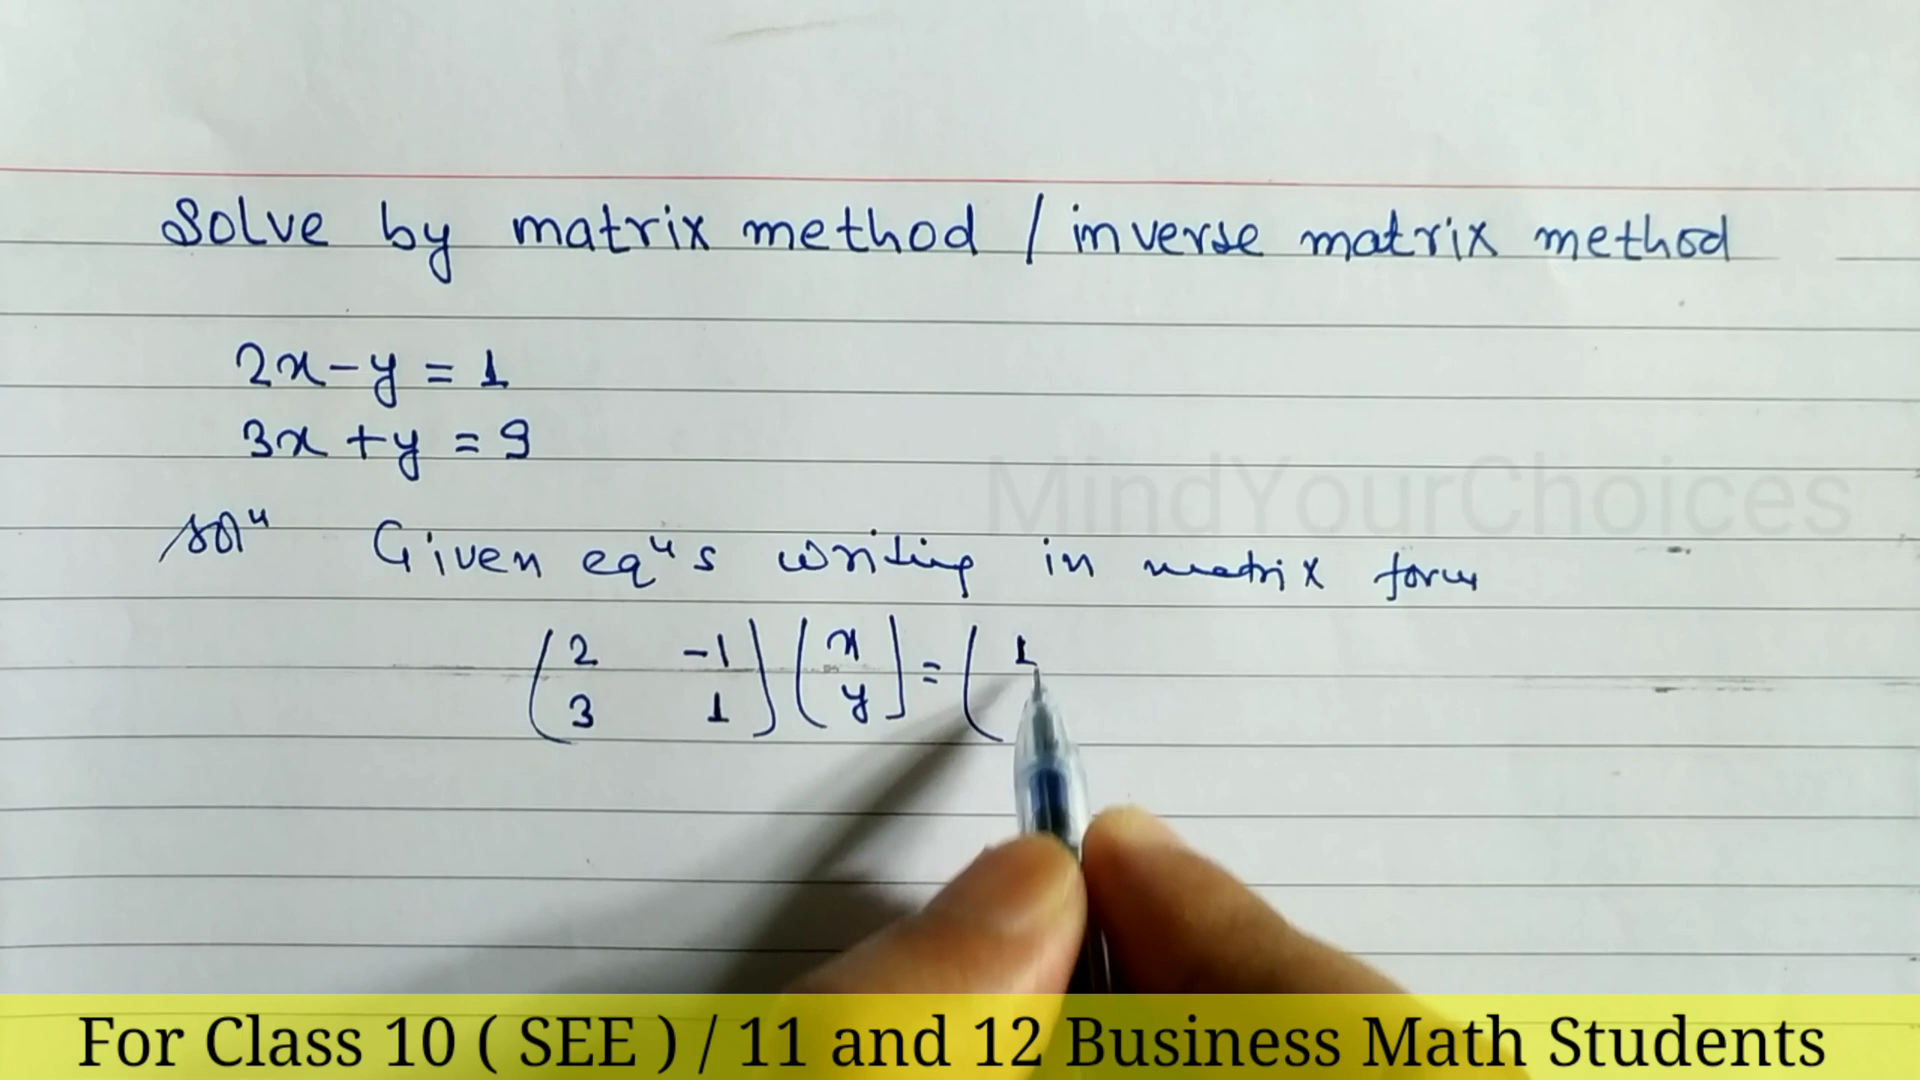 Solve by matrix method / inverse matrix method
2x - y = 1
3x + y = 9
MindYourChoices
Solⁿ Given eqⁿs writing in matrix form
( 2 -1 ) ( x ) = ( 1
3 1 y
For Class 10 ( SEE ) / 11 and 12 Business Math Students